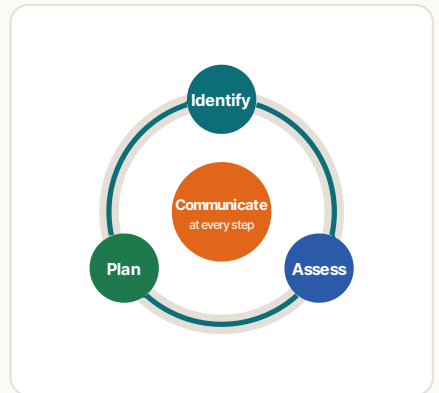 Identify
Communicate
at every step
Plan
Assess